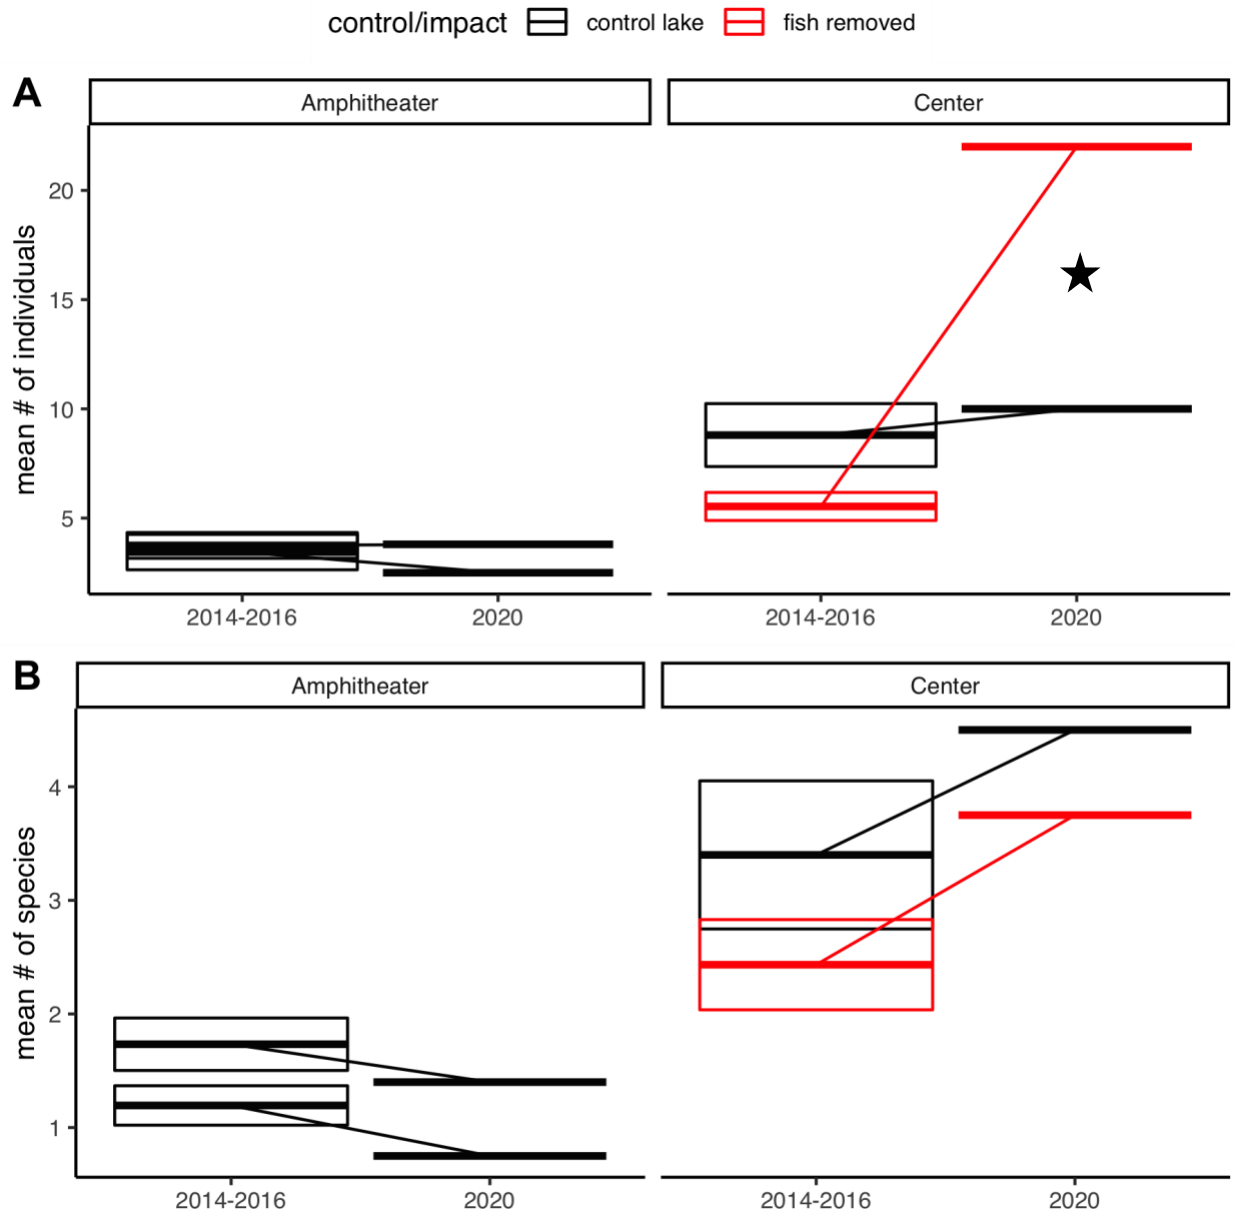 control/impact control lake fish removed
A
Amphitheater Center
mean # of individuals
20
15
10
5
2014-2016 2020 2014-2016 2020
B
Amphitheater Center
mean # of species
4
3
2
1
2014-2016 2020 2014-2016 2020